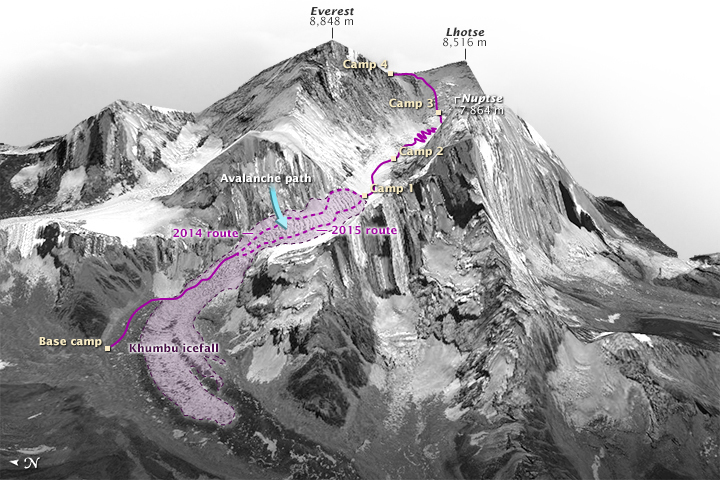 Everest
8,848 m
Lhotse
8,516 m
Camp 4
Nuptse
7,864 m
Camp 3
Camp 2
Avalanche path
Camp 1
2014 route
2015 route
Base camp
Khumbu icefall
N